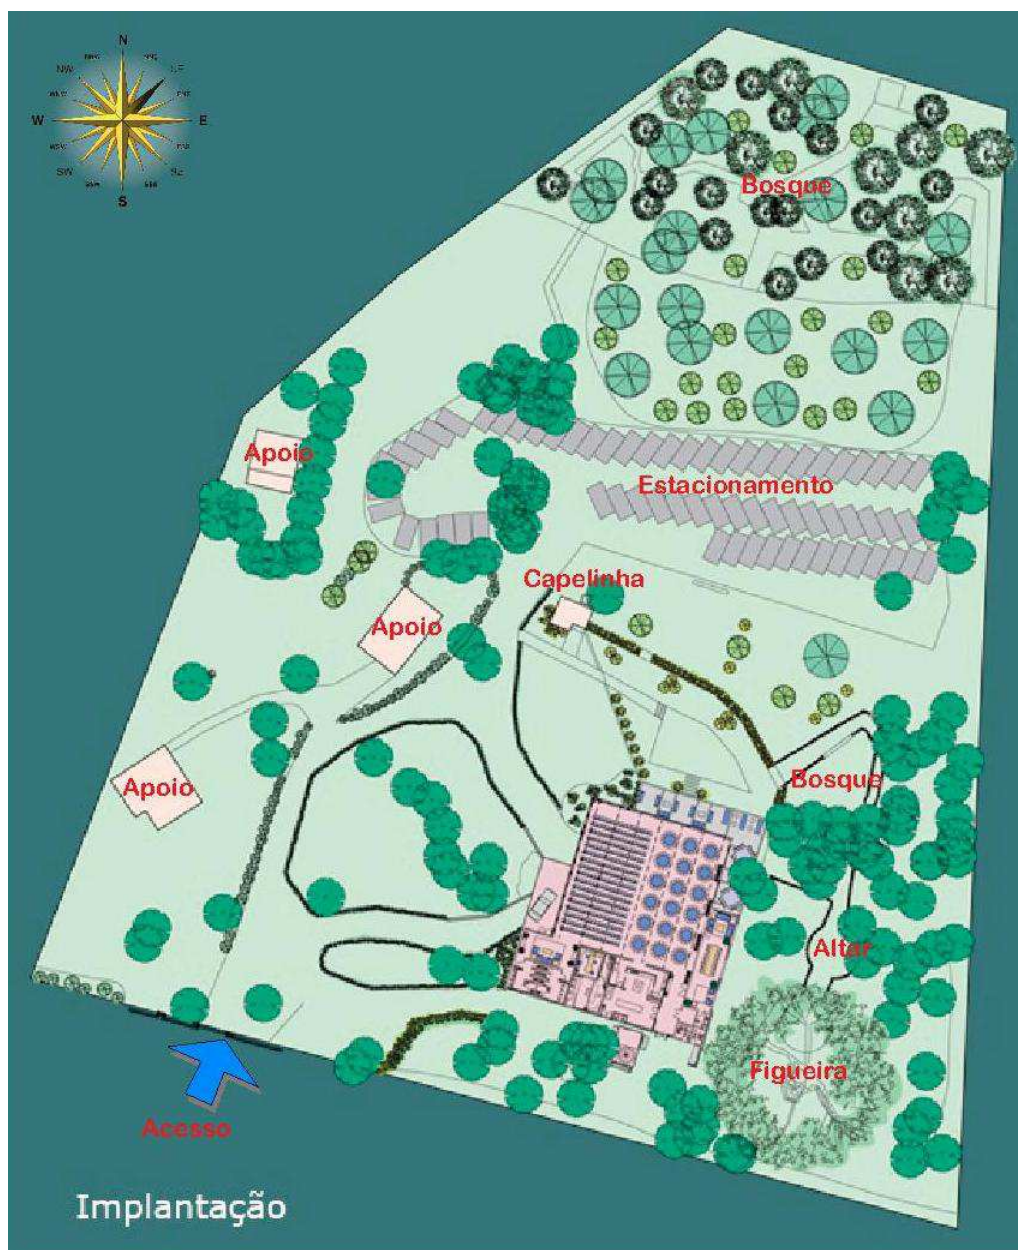 N
NW
W
E
SW
S
Bosque
Apoio
Estacionamento
Capelinha
Apoio
Apoio
Bosque
Altar
Figueira
Acesso
Implantação